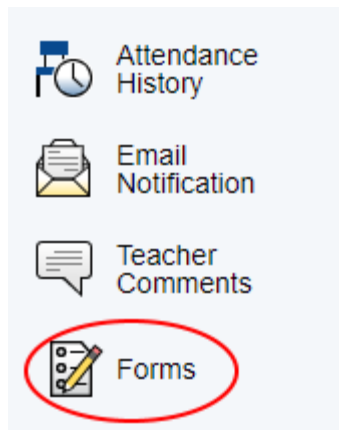 Attendance
History
Email
Notification
Teacher
Comments
Forms